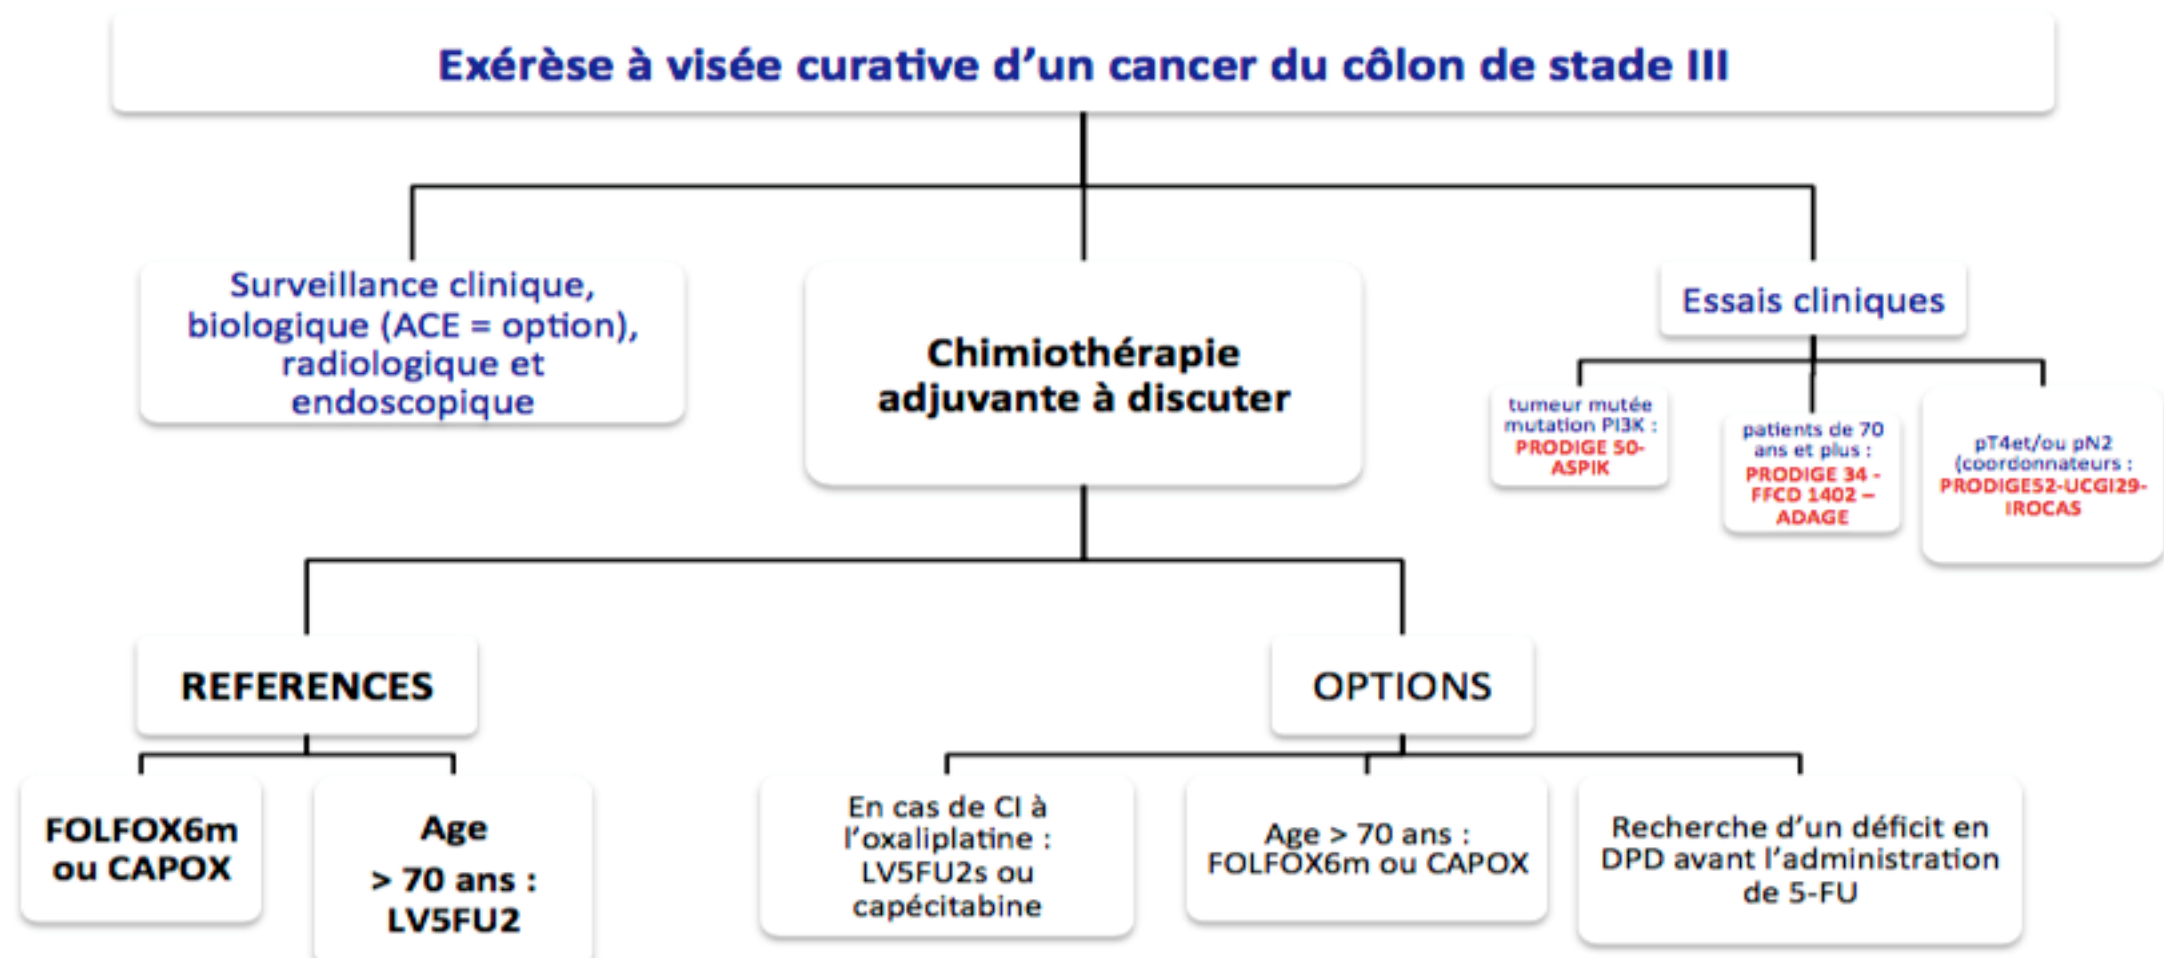 Exérèse à visée curative d’un cancer du côlon de stade III
Surveillance clinique,
biologique (ACE = option),
radiologique et
endoscopique
Chimiothérapie
adjuvante à discuter
Essais cliniques
tumeur mutée
mutation PI3K :
PRODIGE 50-
ASPIK
patients de 70
ans et plus :
PRODIGE 34 -
FFCD 1402 –
ADAGE
pT4et/ou pN2
(coordonnateurs :
PRODIGE52-UCGI29-
IROCAS
REFERENCES
OPTIONS
FOLFOX6m
ou CAPOX
Age
> 70 ans :
LV5FU2
En cas de CI à
l’oxaliplatine :
LV5FU2s ou
capécitabine
Age > 70 ans :
FOLFOX6m ou CAPOX
Recherche d’un déficit en
DPD avant l’administration
de 5-FU